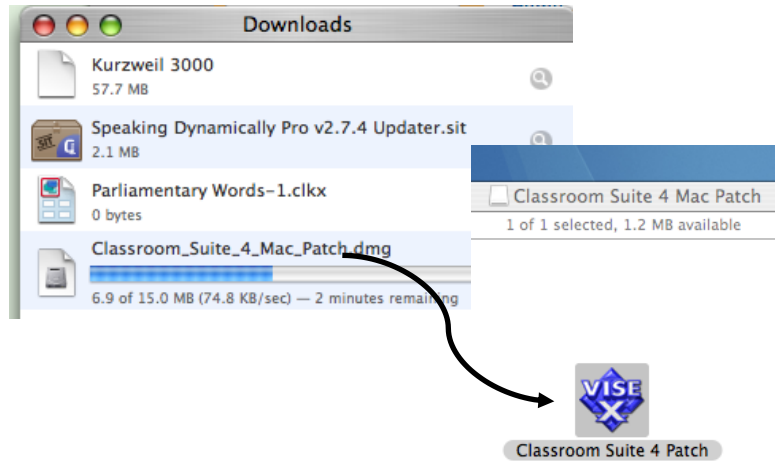 Downloads
Kurzweil 3000
57.7 MB
Speaking Dynamically Pro v2.7.4 Updater.sit
2.1 MB
Parliamentary Words-1.clkx
0 bytes
Classroom_Suite_4_Mac_Patch.dmg
6.9 of 15.0 MB (74.8 KB/sec) — 2 minutes remaining
Classroom Suite 4 Mac Patch
1 of 1 selected, 1.2 MB available
VISE
X
Classroom Suite 4 Patch